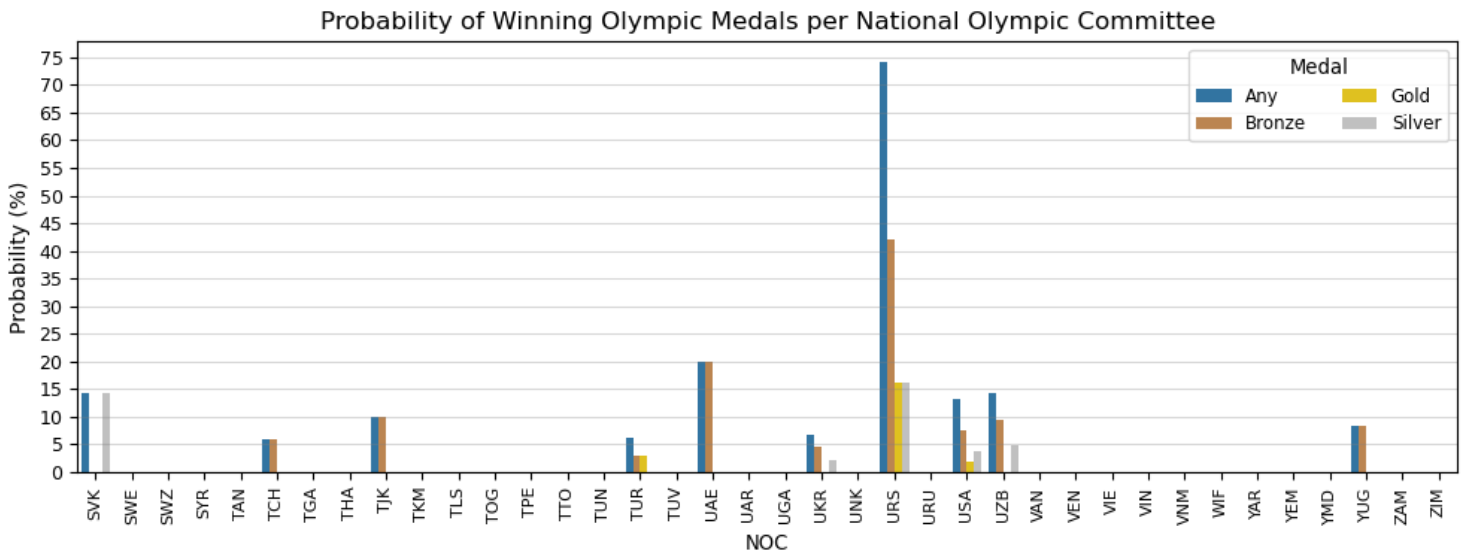 Probability of Winning Olympic Medals per National Olympic Committee
Medal
Any Gold
Bronze Silver
Probability (%)
75
70
65
60
55
50
45
40
35
30
25
20
15
10
5
0
SVK SWE SWZ SYR TAN TCH TGA THA TJK TKM TLS TOG TPE TTO TUN TUR TUV UAE UAR UGA UKR UNK URS URU USA UZB VAN VEN VIE VIN VNM WIF YAR YEM YMD YUG ZAM ZIM
NOC